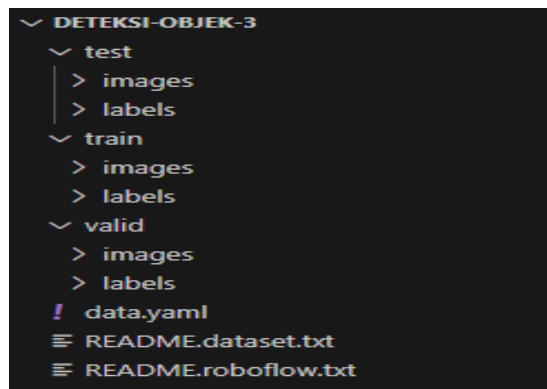 DETEKSI-OBJEK-3
test
images
labels
train
images
labels
valid
images
labels
! data.yaml
README.dataset.txt
README.roboflow.txt